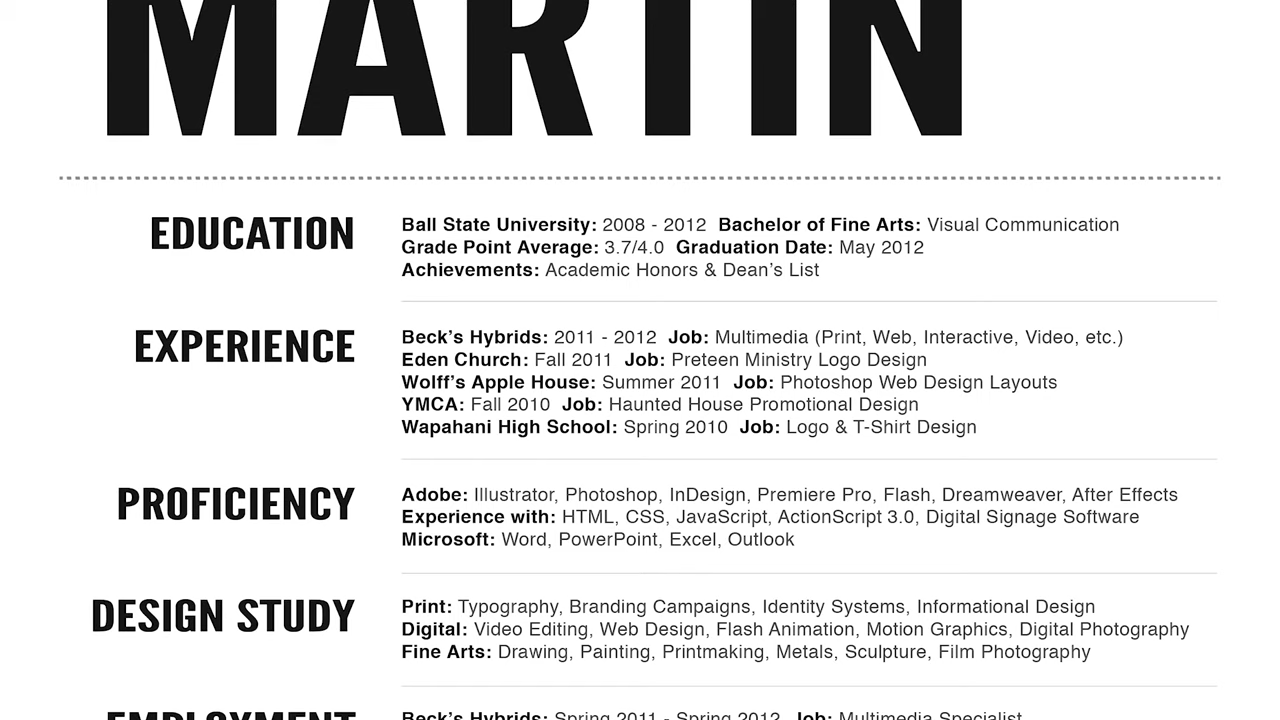 MARTIN
EDUCATION
Ball State University: 2008 - 2012 Bachelor of Fine Arts: Visual Communication
Grade Point Average: 3.7/4.0 Graduation Date: May 2012
Achievements: Academic Honors & Dean’s List
EXPERIENCE
Beck’s Hybrids: 2011 - 2012 Job: Multimedia (Print, Web, Interactive, Video, etc.)
Eden Church: Fall 2011 Job: Preteen Ministry Logo Design
Wolff’s Apple House: Summer 2011 Job: Photoshop Web Design Layouts
YMCA: Fall 2010 Job: Haunted House Promotional Design
Wapahani High School: Spring 2010 Job: Logo & T-Shirt Design
PROFICIENCY
Adobe: Illustrator, Photoshop, InDesign, Premiere Pro, Flash, Dreamweaver, After Effects
Experience with: HTML, CSS, JavaScript, ActionScript 3.0, Digital Signage Software
Microsoft: Word, PowerPoint, Excel, Outlook
DESIGN STUDY
Print: Typography, Branding Campaigns, Identity Systems, Informational Design
Digital: Video Editing, Web Design, Flash Animation, Motion Graphics, Digital Photography
Fine Arts: Drawing, Painting, Printmaking, Metals, Sculpture, Film Photography
EMPLOYMENT
Beck’s Hybrids: Spring 2011 - Spring 2012 Job: Multimedia Specialist